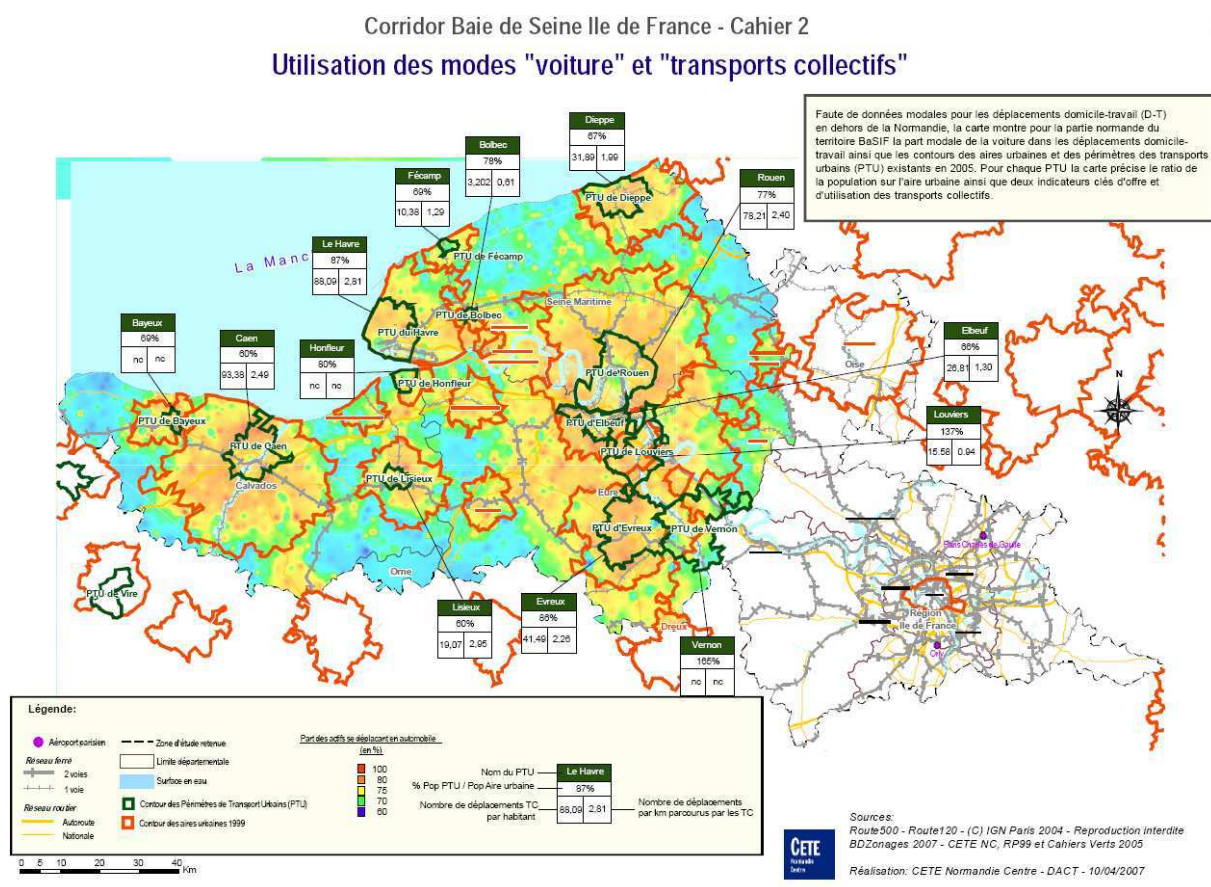 Corridor Baie de Seine Ile de France - Cahier 2
Utilisation des modes "voiture" et "transports collectifs"
Faute de données modales pour les déplacements domicile-travail (D-T)
en dehors de la Normandie, la carte montre pour la partie normande du
territoire BaSIF la part modale de la voiture dans les déplacements domicile-
travail ainsi que les contours des aires urbaines et des périmètres des transports
urbains (PTU) existants en 2005. Pour chaque PTU la carte précise le ratio de
la population sur l'aire urbaine ainsi que deux indicateurs clés d'offre et
d'utilisation des transports collectifs.
Dieppe
67%
31,89 1,99
Bolbec
78%
3,202 0,61
Fécamp
69%
10,38 1,29
Rouen
77%
78,21 2,40
Le Havre
87%
88,09 2,81
Bayeux
69%
nc nc
Caen
60%
93,38 2,49
Honfleur
80%
nc nc
Elbeuf
66%
26,81 1,30
Louviers
137%
15.58 0.94
Lisieux
60%
19,07 2,95
Evreux
86%
41,49 2,26
Vernon
165%
nc nc
La Manc
PTU de Dieppe
PTU de Fécamp
Seine Maritime
PTU de Bolbec
PTU du Havre
PTU de Rouen
PTU de Honfleur
PTU de Bayeux
PTU d'Elbeuf
PTU de Caen
PTU de Louviers
PTU de Lisieux
Calvados
Eure
PTU d'Evreux
PTU de Vernon
Orne
PTU de Vire
Dreux
Oise
N
Paris Charles de Gaulle
Région
Ile de France
Orly
Légende:
Aéroport parisien
Réseau ferré
2 voies
1 voie
Réseau routier
Autoroute
Nationale
Zone d'étude retenue
Limite départementale
Surface en eau
Contour des Périmètres de Transport Urbains (PTU)
Contour des aires urbaines 1999
Part des actifs se déplacant en automobile
(en %)
100
80
75
70
60
Nom du PTU
% Pop PTU / Pop Aire urbaine
Nombre de déplacements TC
par habitant
Le Havre
87%
88,09 2,81
Nombre de déplacements
par km parcourus par les TC
0 5 10 20 30 40
Km
CETE
Normandie
Centre
Sources:
Route500 - Route120 - (C) IGN Paris 2004 - Reproduction interdite
BDZonages 2007 - CETE NC, RP99 et Cahiers Verts 2005
Réalisation: CETE Normandie Centre - DACT - 10/04/2007